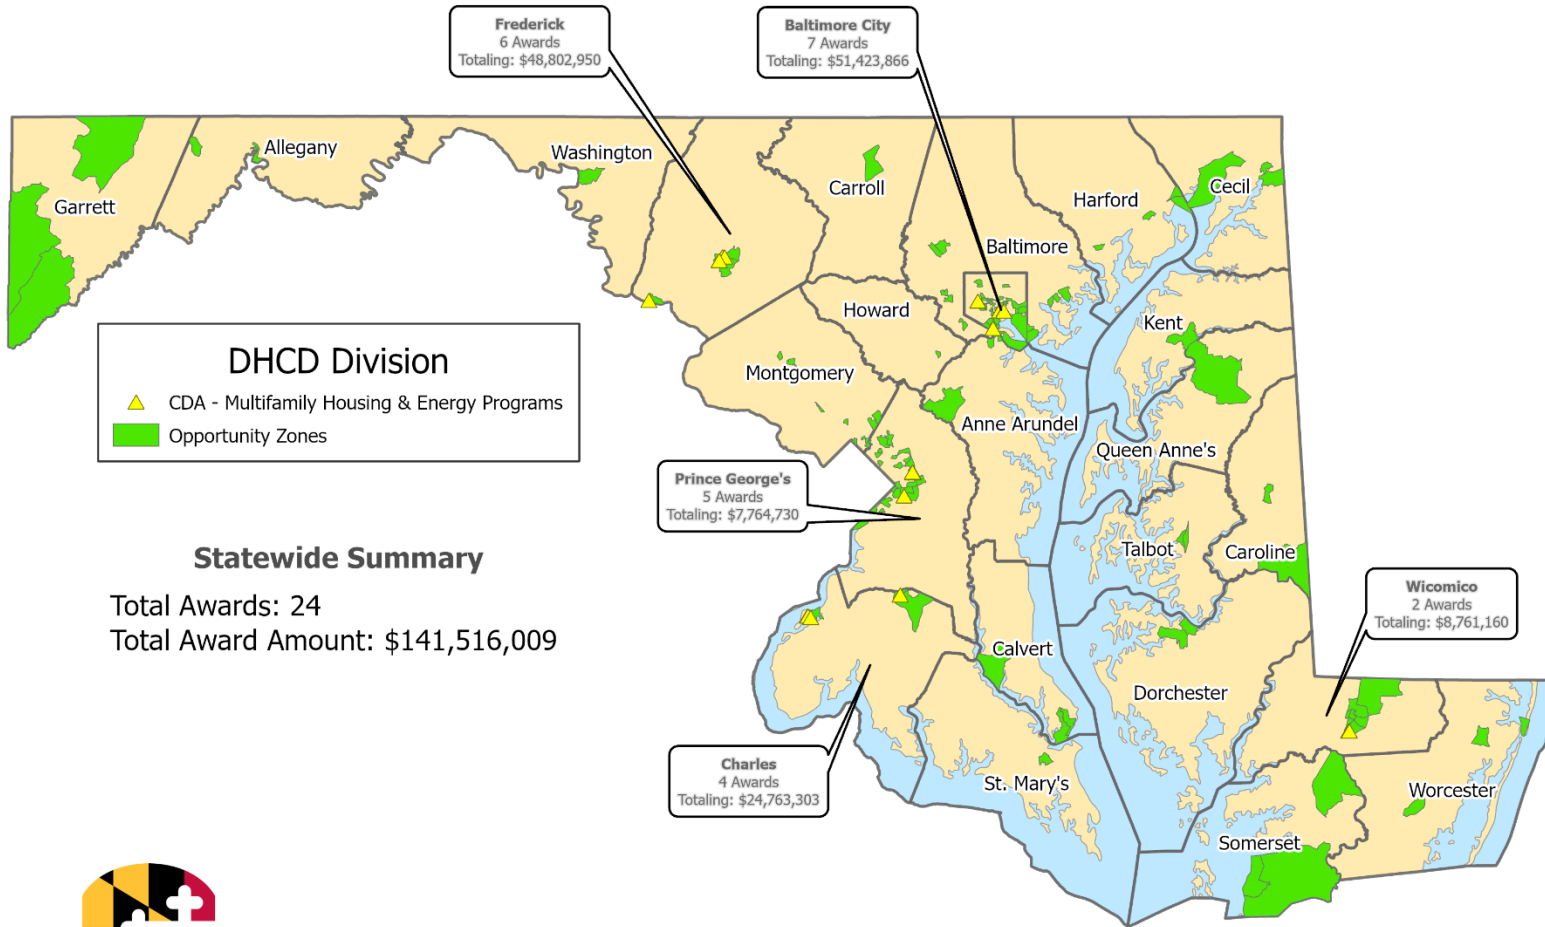 Frederick
6 Awards
Totaling: $48,802,950
Baltimore City
7 Awards
Totaling: $51,423,866
Garrett
Allegany
Washington
Carroll
Baltimore
Harford
Cecil
Howard
Kent
Montgomery
Anne Arundel
Queen Anne's
DHCD Division
CDA - Multifamily Housing & Energy Programs
Opportunity Zones
Prince George's
5 Awards
Totaling: $7,764,730
Talbot
Caroline
Statewide Summary
Total Awards: 24
Total Award Amount: $141,516,009
Wicomico
2 Awards
Totaling: $8,761,160
Calvert
Dorchester
Charles
4 Awards
Totaling: $24,763,303
St. Mary's
Worcester
Somerset